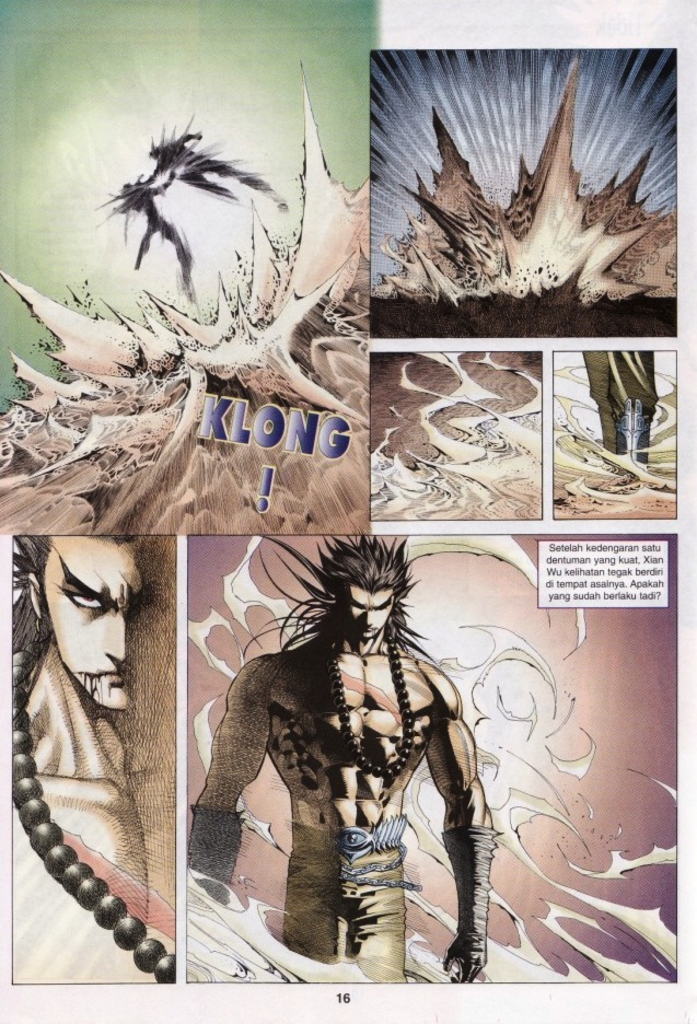 KLONG
!
Setelah kedengaran satu
dentuman yang kuat, Xian
Wu kelihatan tegak berdiri
di tempat asalnya. Apakah
yang sudah berlaku tadi?
16